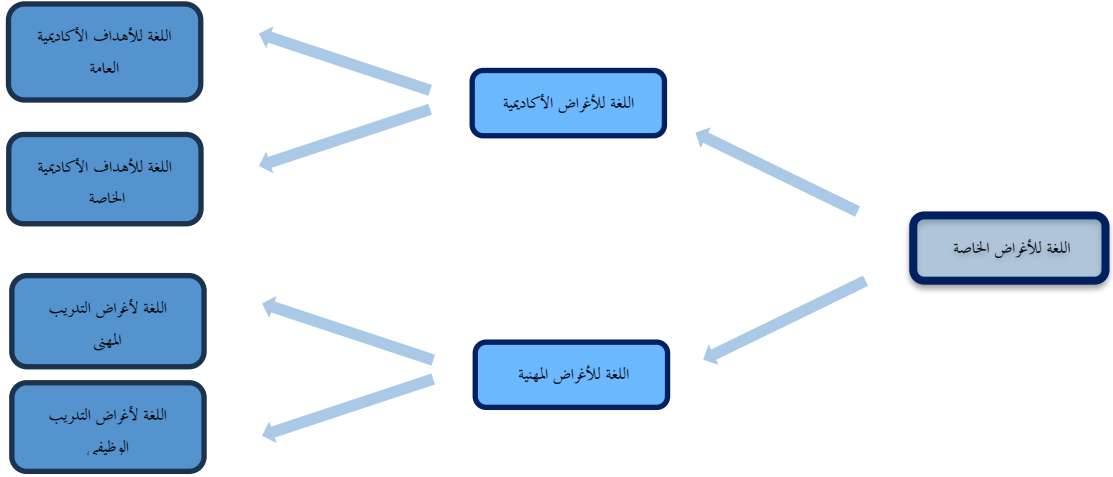 اللغة للأغراض الخاصة
اللغة للأغراض الأكاديمية
اللغة للأهداف الأكاديمية
العامة
اللغة للأهداف الأكاديمية
الخاصة
اللغة للأغراض المهنية
اللغة لأغراض التدريب
المهنى
اللغة لأغراض التدريب
الوظيفي